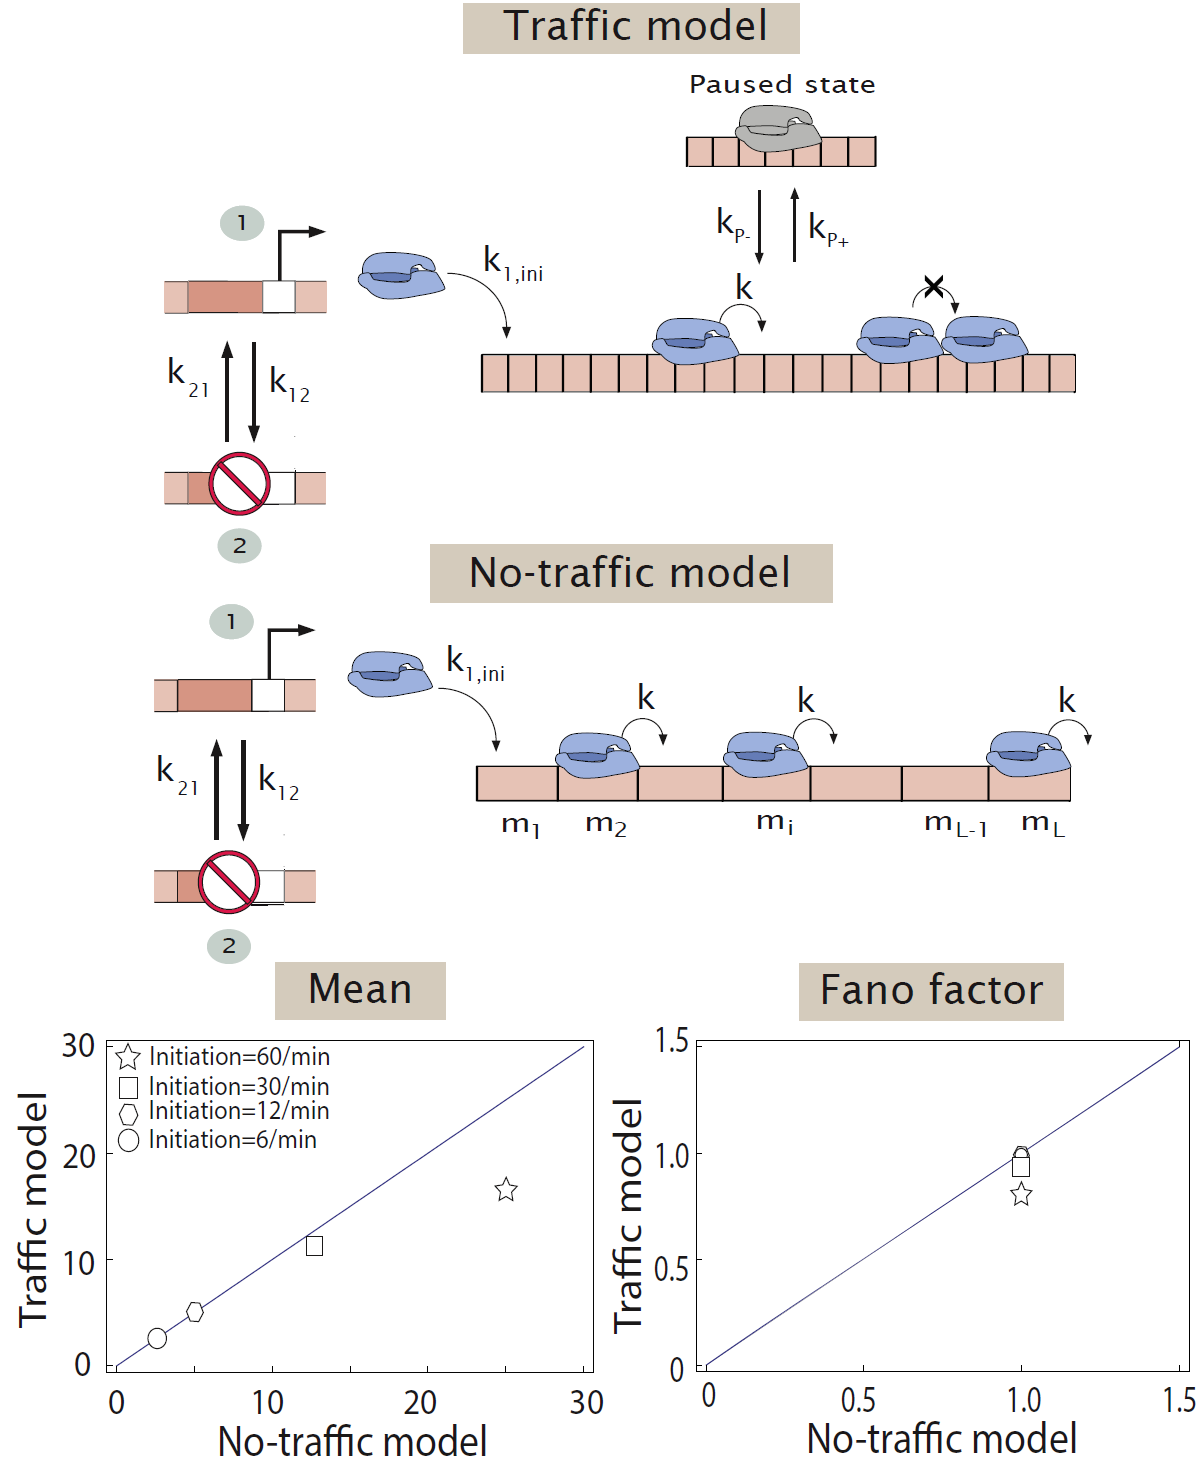 Traffic model
Paused state
1
k1,ini
kP-
kP+
k
k21
k12
2
No-traffic model
1
k1,ini
k
k
k
k21
k12
m1
m2
mi
mL-1
mL
2
Mean
Fano factor
30
20
10
0
Traffic model
Initiation=60/min
Initiation=30/min
Initiation=12/min
Initiation=6/min
0
10
20
30
No-traffic model
1.5
1.0
0.5
0
Traffic model
0
0.5
1.0
1.5
No-traffic model